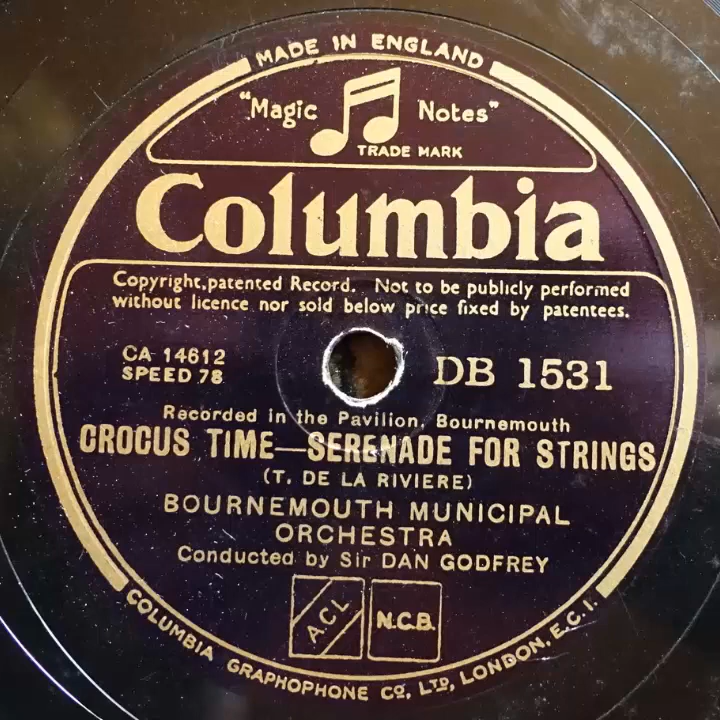 MADE IN ENGLAND
"Magic Notes"
TRADE MARK
Columbia
Copyright,patented Record. Not to be publicly performed
without licence nor sold below price fixed by patentees.
CA 14612
SPEED 78
DB 1531
Recorded in the Pavilion, Bournemouth
CROCUS TIME—SERENADE FOR STRINGS
(T. DE LA RIVIERE)
BOURNEMOUTH MUNICIPAL
ORCHESTRA
Conducted by Sir DAN GODFREY
A.C.L
N.C.B.
COLUMBIA GRAPHOPHONE CO, LTD, LONDON, E.C.1.